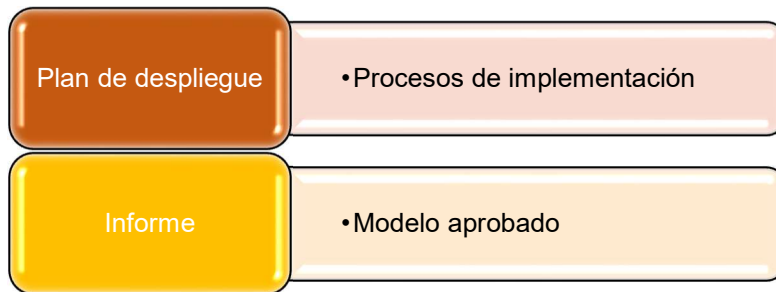 Plan de despliegue
•Procesos de implementación
Informe
•Modelo aprobado